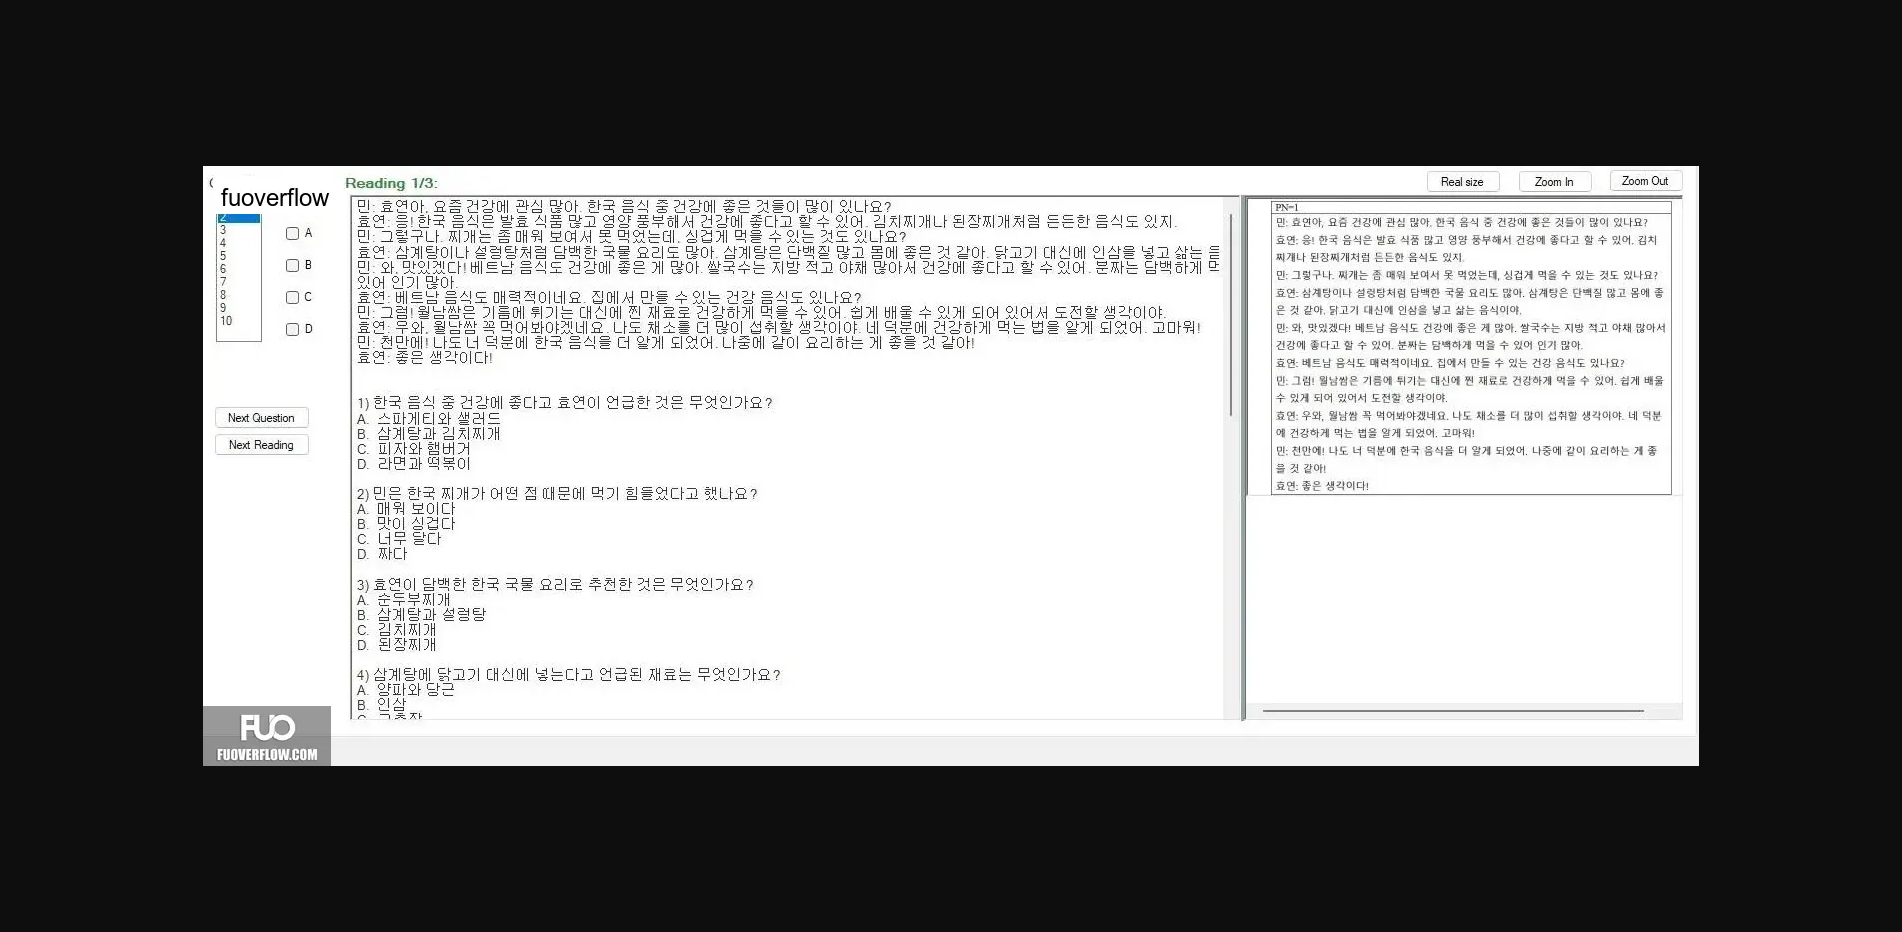 fuoverflow
2
3
4
5
6
7
8
9
10
A
B
C
D
Next Question
Next Reading
FUO
FUOVERFLOW.COM
Reading 1/3:
Real size
Zoom In
Zoom Out
민: 효연아, 요즘 건강에 관심 많아. 한국 음식 중 건강에 좋은 것들이 많이 있나요?
효연: 응! 한국 음식은 발효 식품 많고 영양 풍부해서 건강에 좋다고 할 수 있어. 김치찌개나 된장찌개처럼 든든한 음식도 있지.
민: 그렇구나. 찌개는 좀 매워 보여서 못 먹었는데, 싱겁게 먹을 수 있는 것도 있나요?
효연: 삼계탕이나 설렁탕처럼 담백한 국물 요리도 많아. 삼계탕은 단백질 많고 몸에 좋은 것 같아. 닭고기 대신에 인삼을 넣고 삶는 음
민: 와, 맛있겠다! 베트남 음식도 건강에 좋은 게 많아. 쌀국수는 지방 적고 야채 많아서 건강에 좋다고 할 수 있어. 분짜는 담백하게 먹
있어 인기 많아.
효연: 베트남 음식도 매력적이네요. 집에서 만들 수 있는 건강 음식도 있나요?
민: 그럼! 월남쌈은 기름에 튀기는 대신에 찐 재료로 건강하게 먹을 수 있어. 쉽게 배울 수 있게 되어 있어서 도전할 생각이야.
효연: 우와, 월남쌈 꼭 먹어봐야겠네요. 나도 채소를 더 많이 섭취할 생각이야. 네 덕분에 건강하게 먹는 법을 알게 되었어. 고마워!
민: 천만에! 나도 너 덕분에 한국 음식을 더 알게 되었어. 나중에 같이 요리하는 게 좋을 것 같아!
효연: 좋은 생각이다!
1) 한국 음식 중 건강에 좋다고 효연이 언급한 것은 무엇인가요?
A. 스파게티와 샐러드
B. 삼계탕과 김치찌개
C. 피자와 햄버거
D. 라면과 떡볶이
2) 민은 한국 찌개가 어떤 점 때문에 먹기 힘들었다고 했나요?
A. 매워 보이다
B. 맛이 싱겁다
C. 너무 달다
D. 짜다
3) 효연이 담백한 한국 국물 요리로 추천한 것은 무엇인가요?
A. 순두부찌개
B. 삼계탕과 설렁탕
C. 김치찌개
D. 된장찌개
4) 삼계탕에 닭고기 대신에 넣는다고 언급된 재료는 무엇인가요?
A. 양파와 당근
B. 인삼
PN=1
민: 효연아, 요즘 건강에 관심 많아. 한국 음식 중 건강에 좋은 것들이 많이 있나요?
효연: 응! 한국 음식은 발효 식품 많고 영양 풍부해서 건강에 좋다고 할 수 있어. 김치
찌개나 된장찌개처럼 든든한 음식도 있지.
민: 그렇구나. 찌개는 좀 매워 보여서 못 먹었는데, 싱겁게 먹을 수 있는 것도 있나요?
효연: 삼계탕이나 설렁탕처럼 담백한 국물 요리도 많아. 삼계탕은 단백질 많고 몸에 좋
은 것 같아. 닭고기 대신에 인삼을 넣고 삶는 음식이야.
민: 와, 맛있겠다! 베트남 음식도 건강에 좋은 게 많아. 쌀국수는 지방 적고 야채 많아서
건강에 좋다고 할 수 있어. 분짜는 담백하게 먹을 수 있어 인기 많아.
효연: 베트남 음식도 매력적이네요. 집에서 만들 수 있는 건강 음식도 있나요?
민: 그럼! 월남쌈은 기름에 튀기는 대신에 찐 재료로 건강하게 먹을 수 있어. 쉽게 배울
수 있게 되어 있어서 도전할 생각이야.
효연: 우와, 월남쌈 꼭 먹어봐야겠네요. 나도 채소를 더 많이 섭취할 생각이야. 네 덕분
에 건강하게 먹는 법을 알게 되었어. 고마워!
민: 천만에! 나도 너 덕분에 한국 음식을 더 알게 되었어. 나중에 같이 요리하는 게 좋
을 것 같아!
효연: 좋은 생각이다!